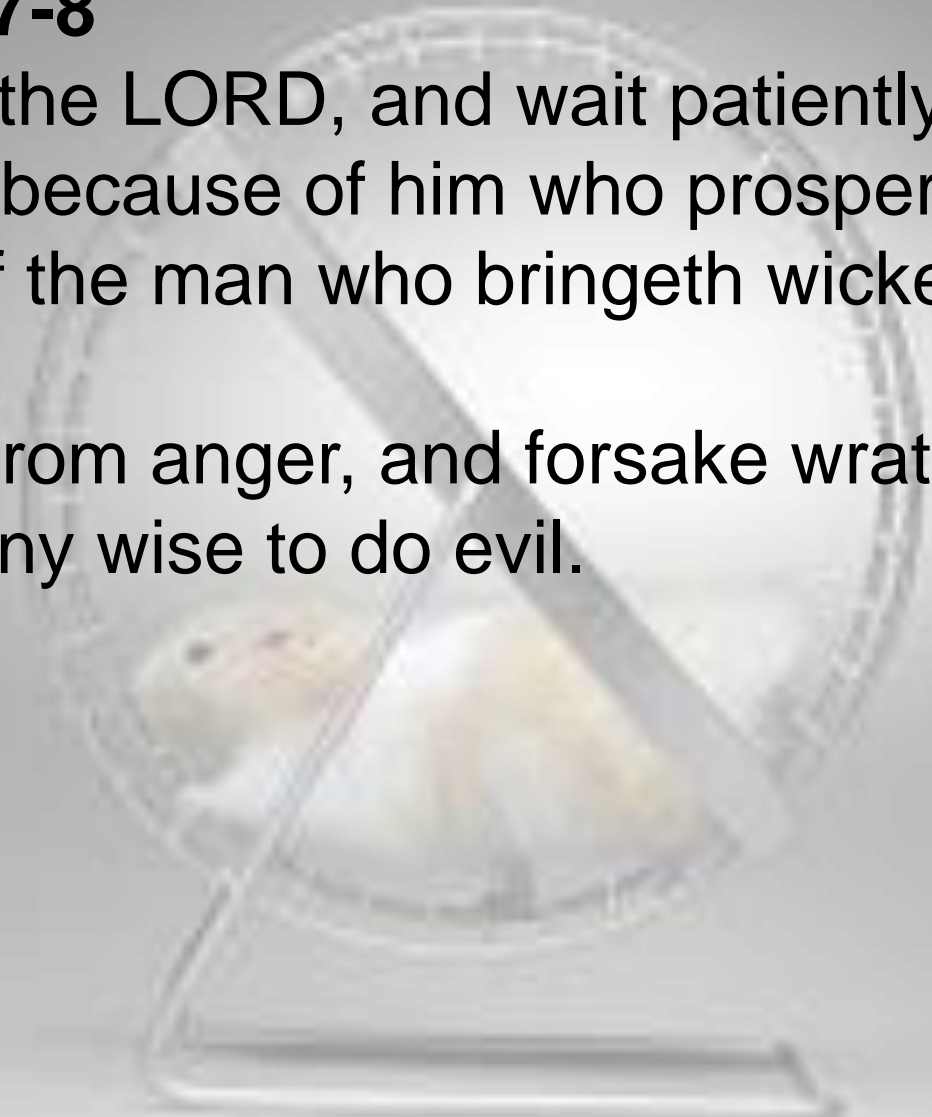 7-8
the LORD, and wait patiently
because of him who prosper
the man who bringeth wicke
rom anger, and forsake wrat
ny wise to do evil.